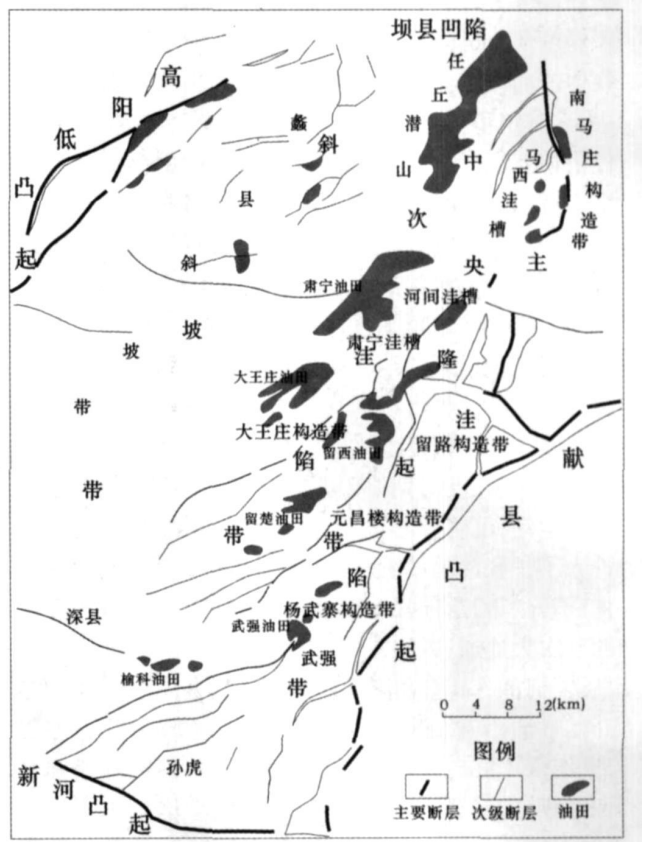 坝县凹陷
任丘潜山
南马庄构造带
马西洼槽
高阳低凸起
蠡县斜坡带
斜坡带
中央隆起带
次洼陷带
主洼陷带
肃宁油田
河间洼槽
肃宁洼槽
大王庄油田
大王庄构造带
留西油田
留路构造带
献县凸起
留楚油田
元昌楼构造带
深县
杨武寨构造带
武强油田
武强
榆科油田
孙虎
新河凸起
0 4 8 12(km)
图例
主要断层 次级断层 油田